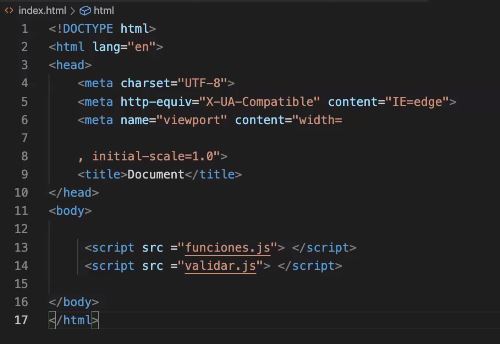 index.html > html
1 <!DOCTYPE html>
2 <html lang="en">
3 <head>
4 <meta charset="UTF-8">
5 <meta http-equiv="X-UA-Compatible" content="IE=edge">
6 <meta name="viewport" content="width=
7
8 , initial-scale=1.0">
9 <title>Document</title>
10 </head>
11 <body>
12
13 <script src ="funciones.js"> </script>
14 <script src ="validar.js"> </script>
15
16 </body>
17 </html>